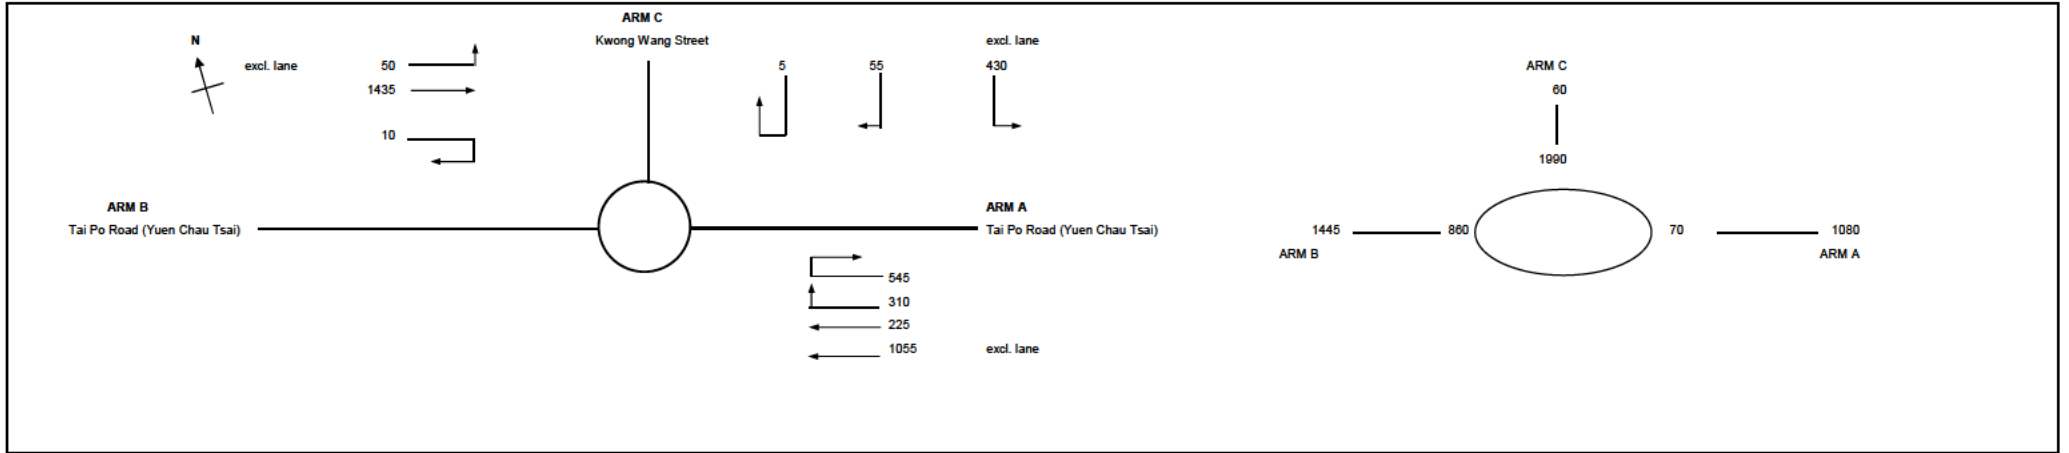 ARM C
N
Kwong Wang Street
excl. lane
excl. lane 50
5 55 430
ARM C
1435
60
10
1990
ARM B
ARM A
Tai Po Road (Yuen Chau Tsai)
Tai Po Road (Yuen Chau Tsai)
1445 860 70 1080
ARM B ARM A
545
310
225
1055 excl. lane